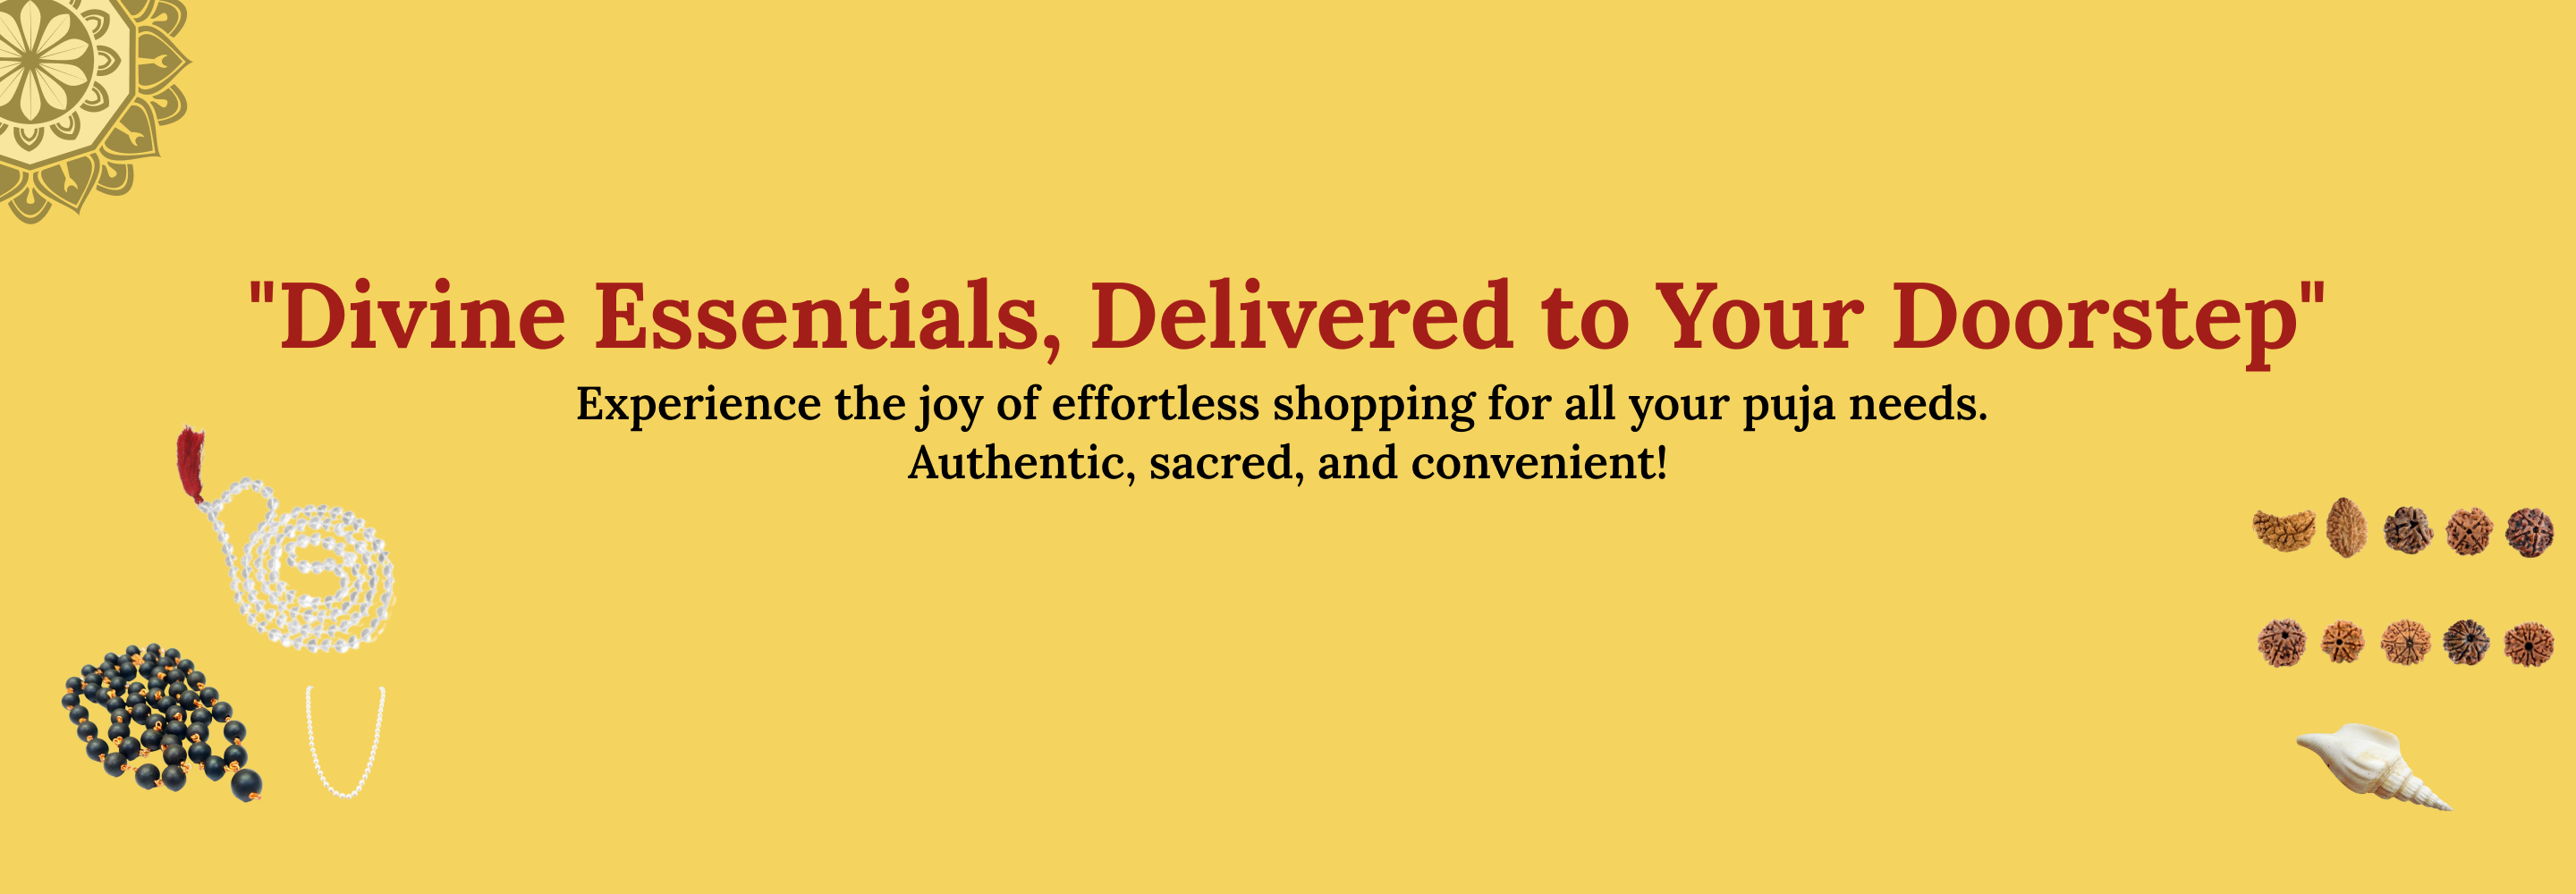 "Divine Essentials, Delivered to Your Doorstep"
Experience the joy of effortless shopping for all your puja needs.
Authentic, sacred, and convenient!